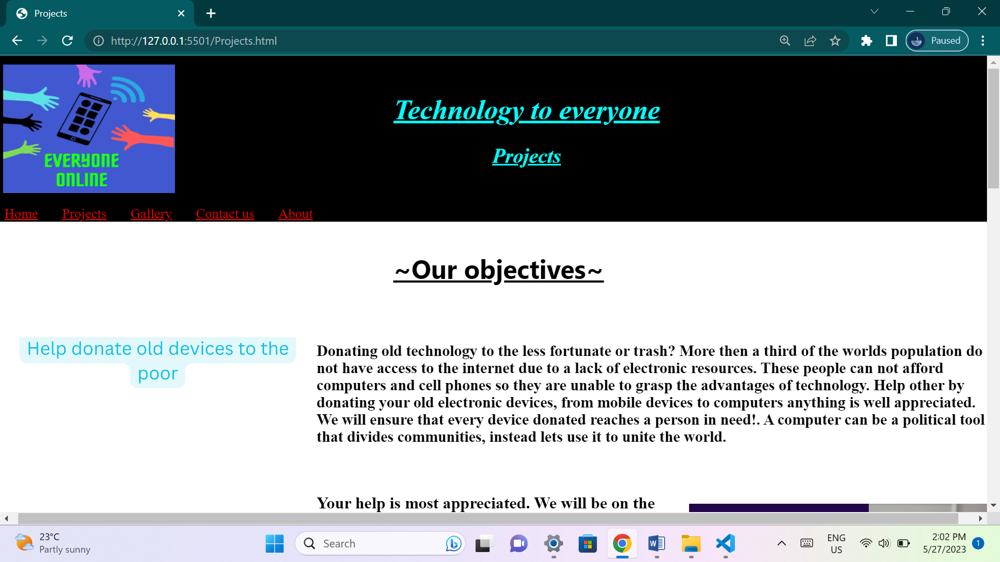 Projects
http://127.0.0.1:5501/Projects.html
Paused
EVERYONE
ONLINE
Technology to everyone
Projects
Home Projects Gallery Contact us About
~Our objectives~
Help donate old devices to the
poor
Donating old technology to the less fortunate or trash? More then a third of the worlds population do
not have access to the internet due to a lack of electronic resources. These people can not afford
computers and cell phones so they are unable to grasp the advantages of technology. Help other by
donating your old electronic devices, from mobile devices to computers anything is well appreciated.
We will ensure that every device donated reaches a person in need!. A computer can be a political tool
that divides communities, instead lets use it to unite the world.
Your help is most appreciated. We will be on the
23°C
Partly sunny
Search
ENG
US
2:02 PM
5/27/2023
1